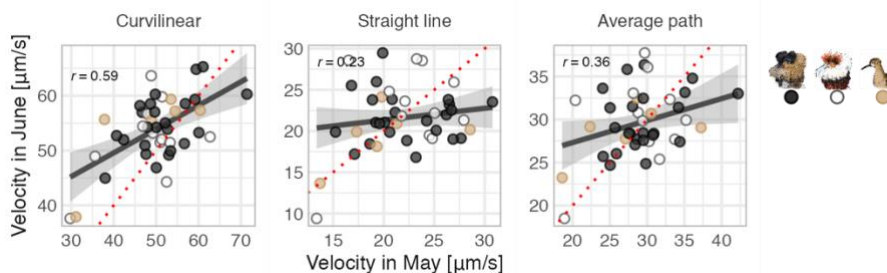 Curvilinear Straight line Average path
r = 0.59
r = 0.23
r = 0.36
Velocity in June [μm/s]
60
50
40
30
25
20
15
10
35
30
25
20
30 40 50 60 70
15 20 25 30
20 25 30 35 40
Velocity in May [μm/s]